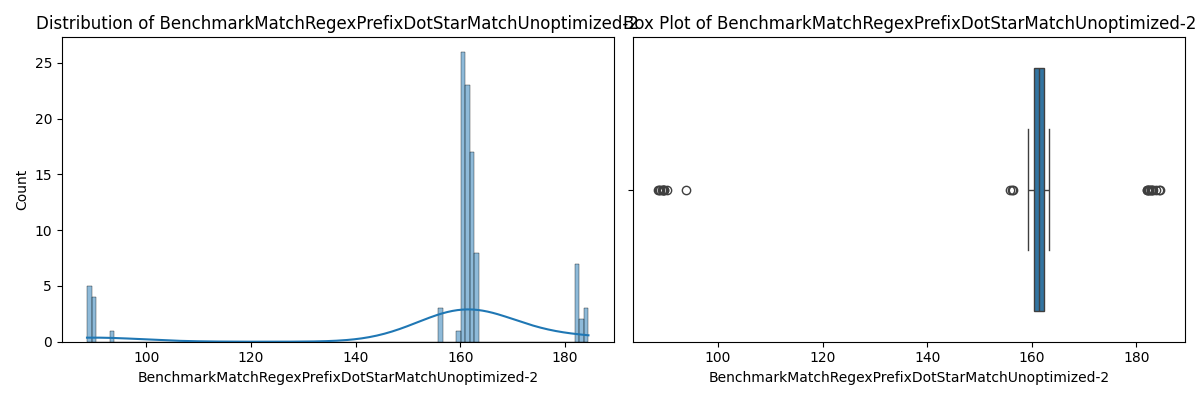 Distribution of BenchmarkMatchRegexPrefixDotStarMatchUnoptimized-2
25
20
15
10
5
0
Count
100 120 140 160 180
BenchmarkMatchRegexPrefixDotStarMatchUnoptimized-2
Box Plot of BenchmarkMatchRegexPrefixDotStarMatchUnoptimized-2
100 120 140 160 180
BenchmarkMatchRegexPrefixDotStarMatchUnoptimized-2